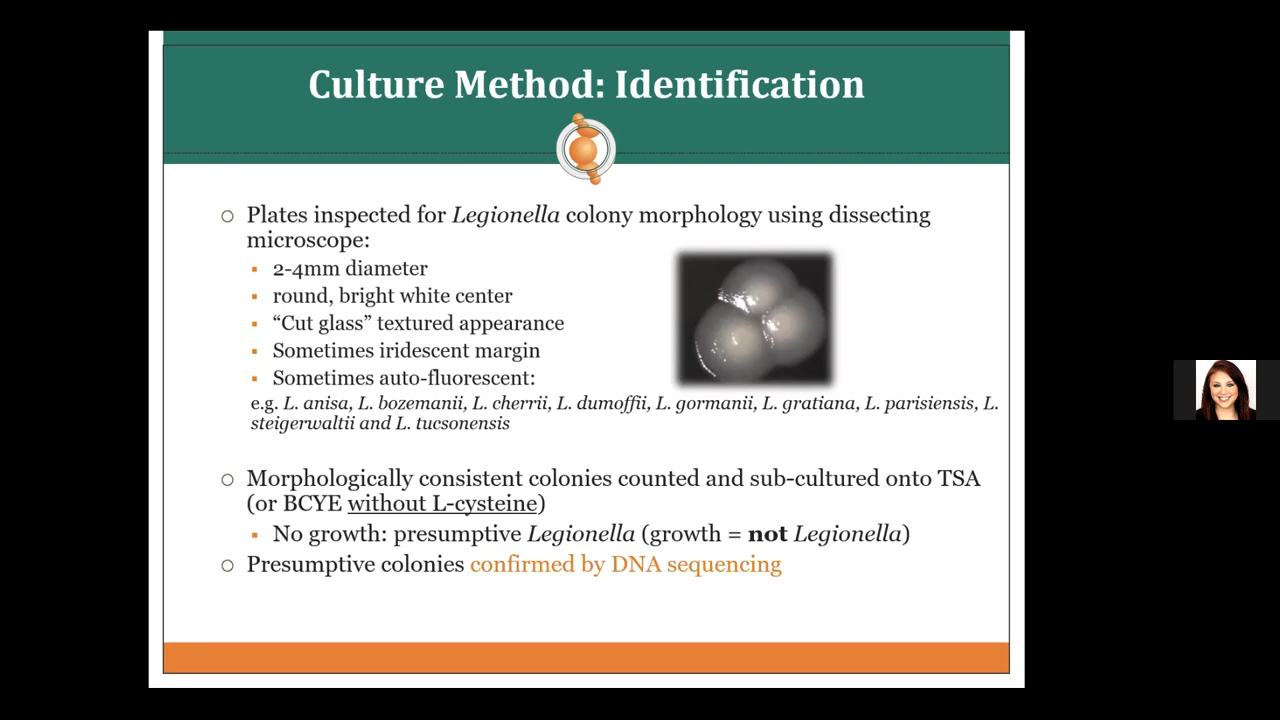 Culture Method: Identification
○ Plates inspected for Legionella colony morphology using dissecting
microscope:
▪ 2-4mm diameter
▪ round, bright white center
▪ “Cut glass” textured appearance
▪ Sometimes iridescent margin
▪ Sometimes auto-fluorescent:
e.g. L. anisa, L. bozemanii, L. cherrii, L. dumoffii, L. gormanii, L. gratiana, L. parisiensis, L.
steigerwaltii and L. tucsonensis
○ Morphologically consistent colonies counted and sub-cultured onto TSA
(or BCYE without L-cysteine)
▪ No growth: presumptive Legionella (growth = not Legionella)
○ Presumptive colonies confirmed by DNA sequencing